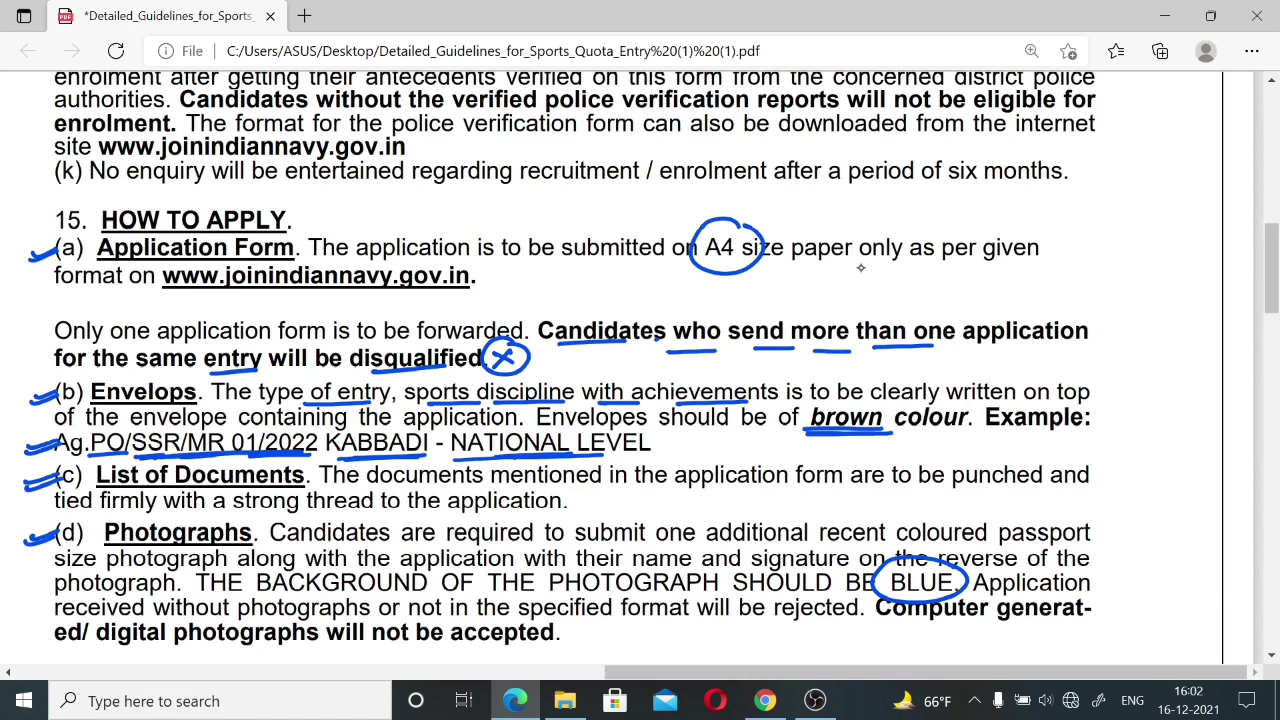 *Detailed_Guidelines_for_Sports_
File
C:/Users/ASUS/Desktop/Detailed_Guidelines_for_Sports_Quota_Entry%20(1)%20(1).pdf
enrolment after getting their antecedents verified on this form from the concerned district police
authorities. Candidates without the verified police verification reports will not be eligible for
enrolment. The format for the police verification form can also be downloaded from the internet
site www.joinindiannavy.gov.in
(k) No enquiry will be entertained regarding recruitment / enrolment after a period of six months.
15. HOW TO APPLY.
(a) Application Form. The application is to be submitted on A4 size paper only as per given
format on www.joinindiannavy.gov.in.
Only one application form is to be forwarded. Candidates who send more than one application
for the same entry will be disqualified.
(b) Envelops. The type of entry, sports discipline with achievements is to be clearly written on top
of the envelope containing the application. Envelopes should be of brown colour. Example:
Ag.PO/SSR/MR 01/2022 KABBADI - NATIONAL LEVEL
(c) List of Documents. The documents mentioned in the application form are to be punched and
tied firmly with a strong thread to the application.
(d) Photographs. Candidates are required to submit one additional recent coloured passport
size photograph along with the application with their name and signature on the reverse of the
photograph. THE BACKGROUND OF THE PHOTOGRAPH SHOULD BE BLUE. Application
received without photographs or not in the specified format will be rejected. Computer generat-
ed/ digital photographs will not be accepted.
Type here to search
66°F
ENG
16:02
16-12-2021